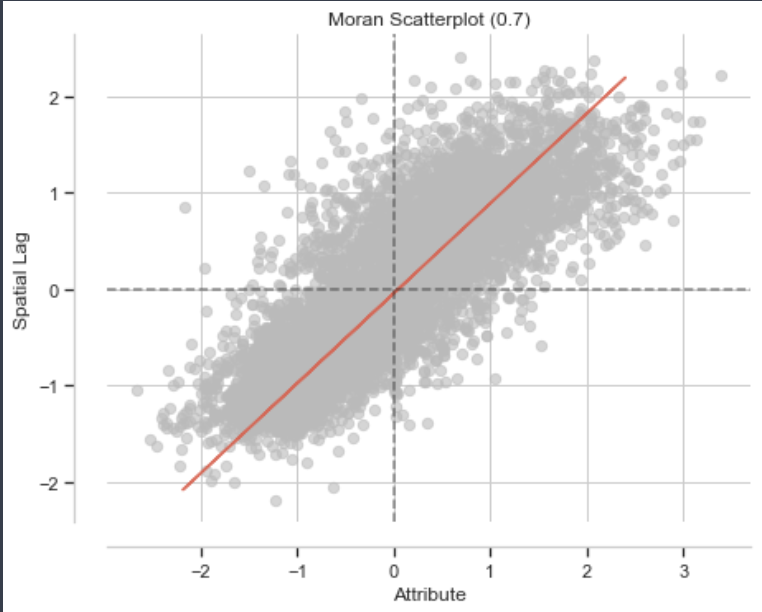 Moran Scatterplot (0.7)
2
1
0
−1
−2
Spatial Lag
−2 −1 0 1 2 3
Attribute